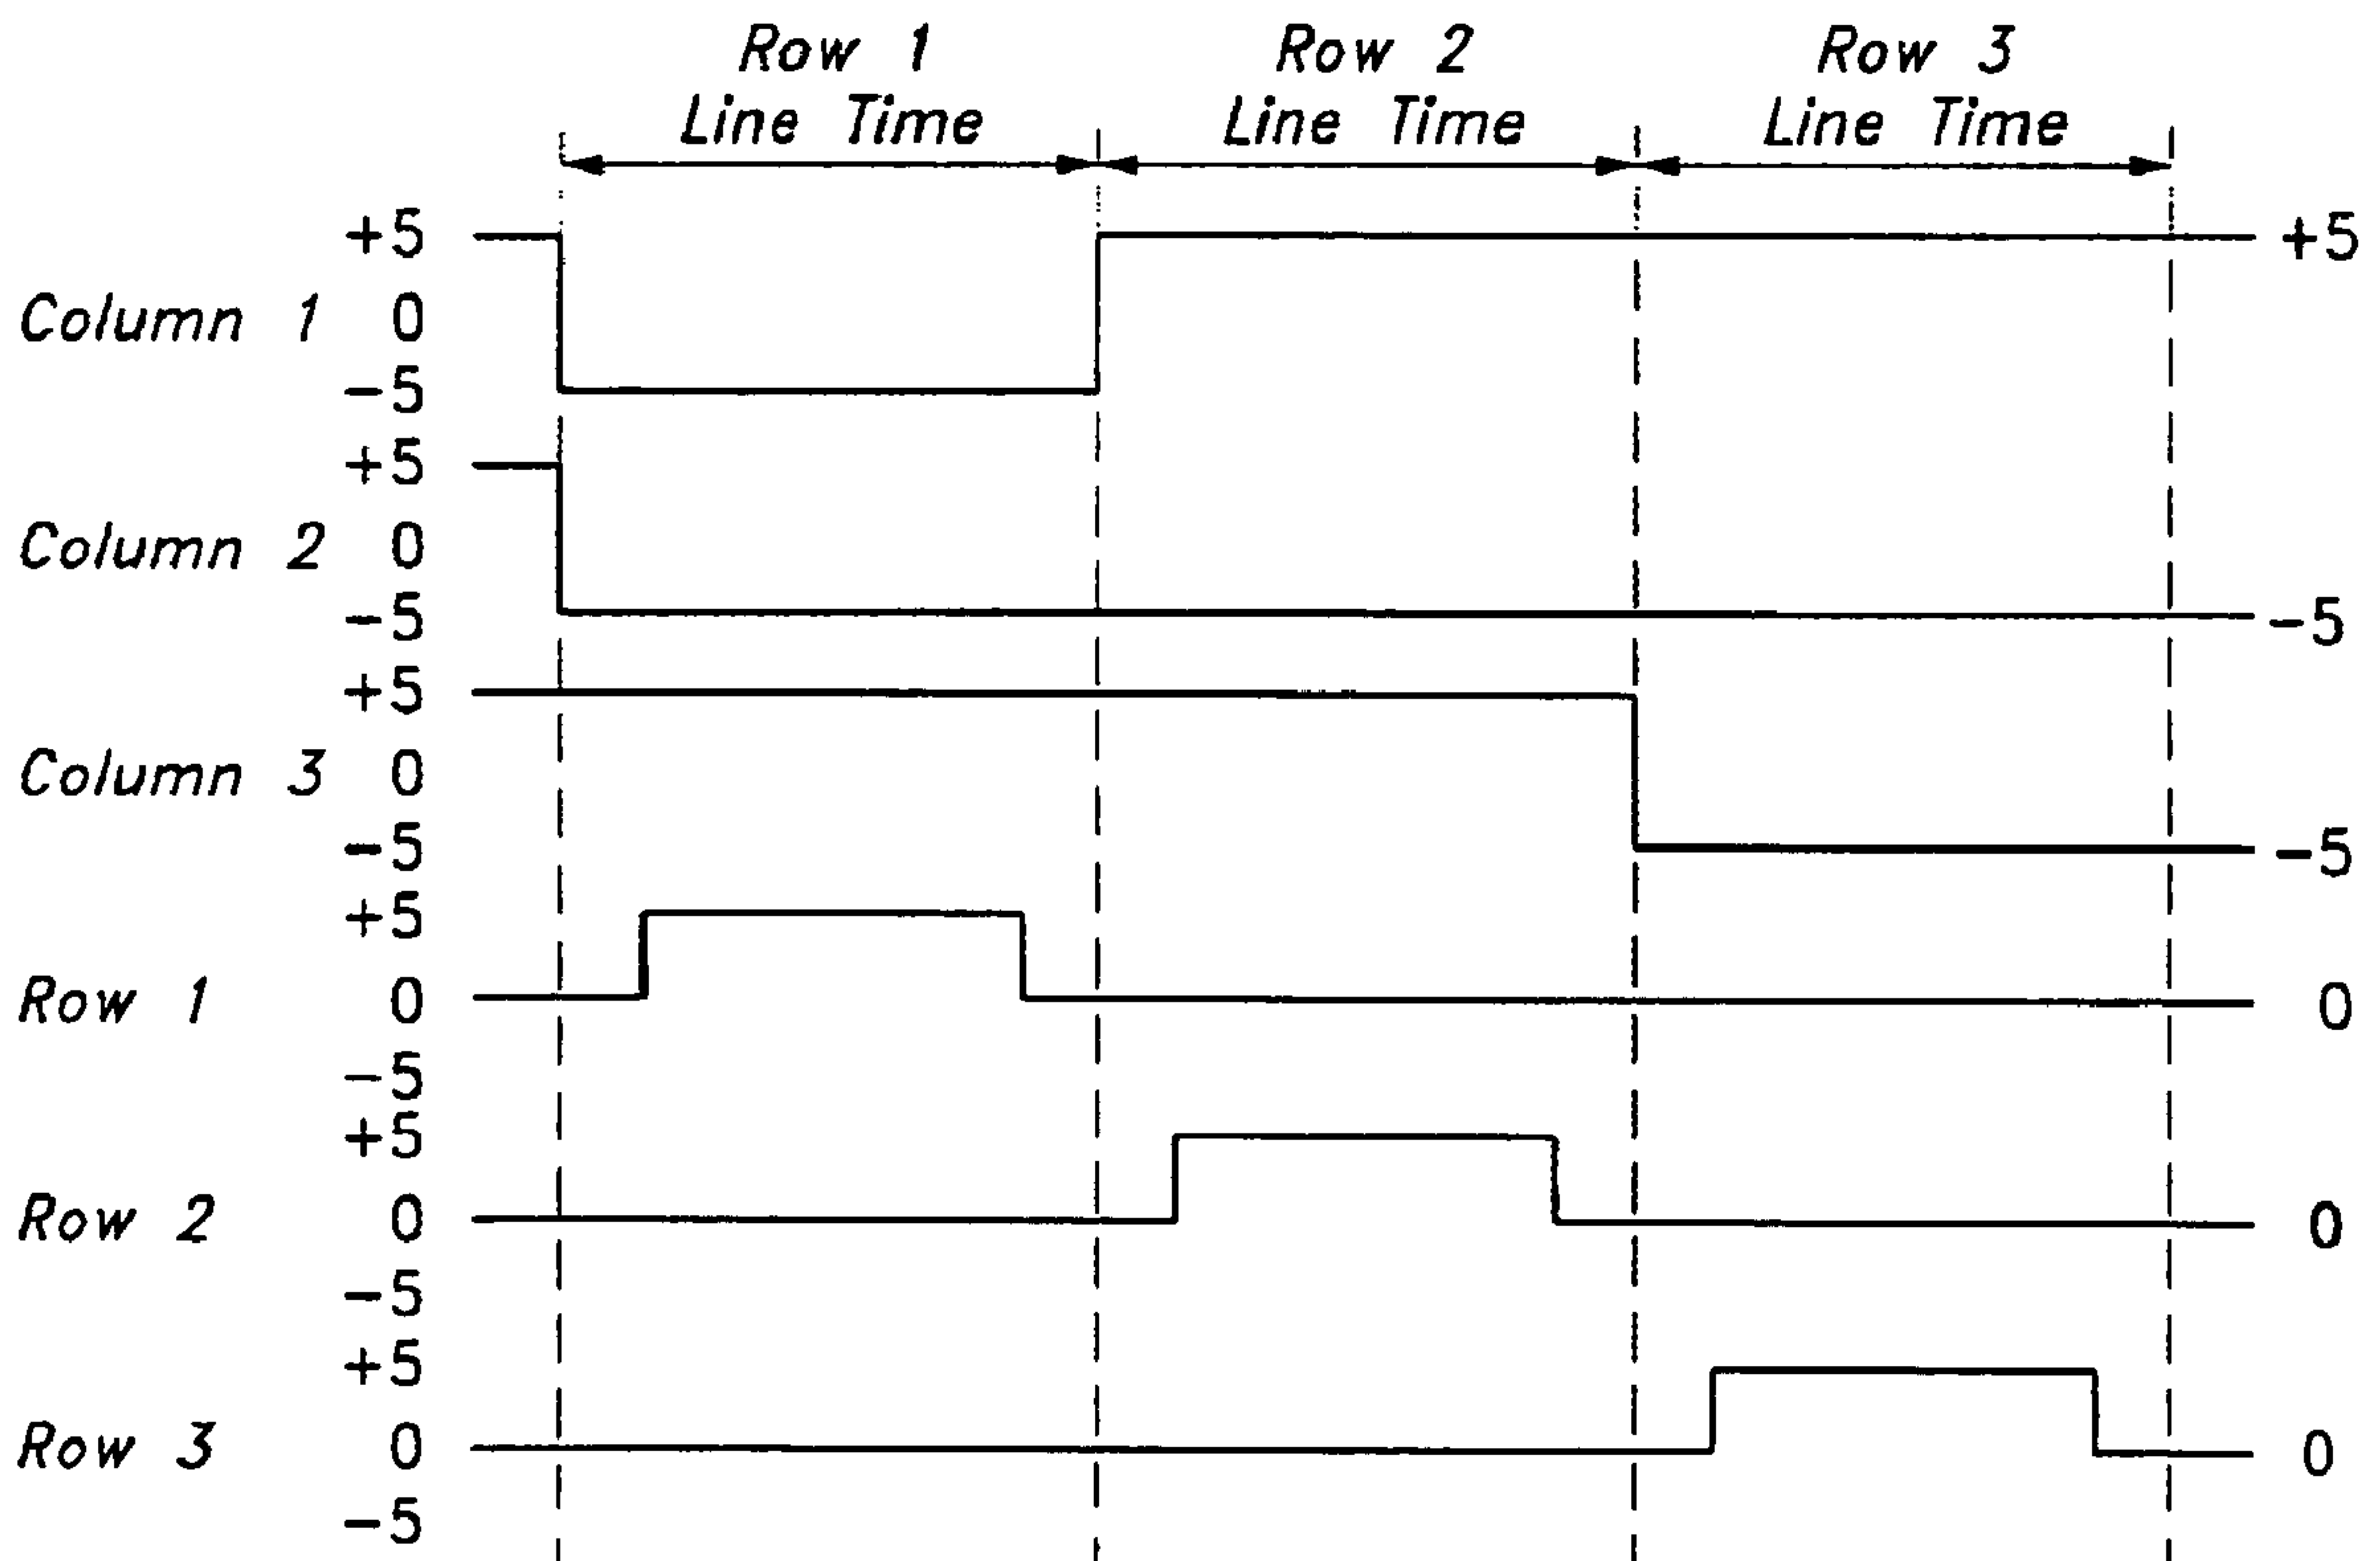 Row 1 Row 2 Row 3
Line Time Line Time Line Time
+5 +5
Column 1 0
-5
+5
Column 2 0
-5 -5
+5
Column 3 0
-5 -5
+5
Row 1 0 0
-5
+5
Row 2 0 0
-5
+5
Row 3 0 0
-5